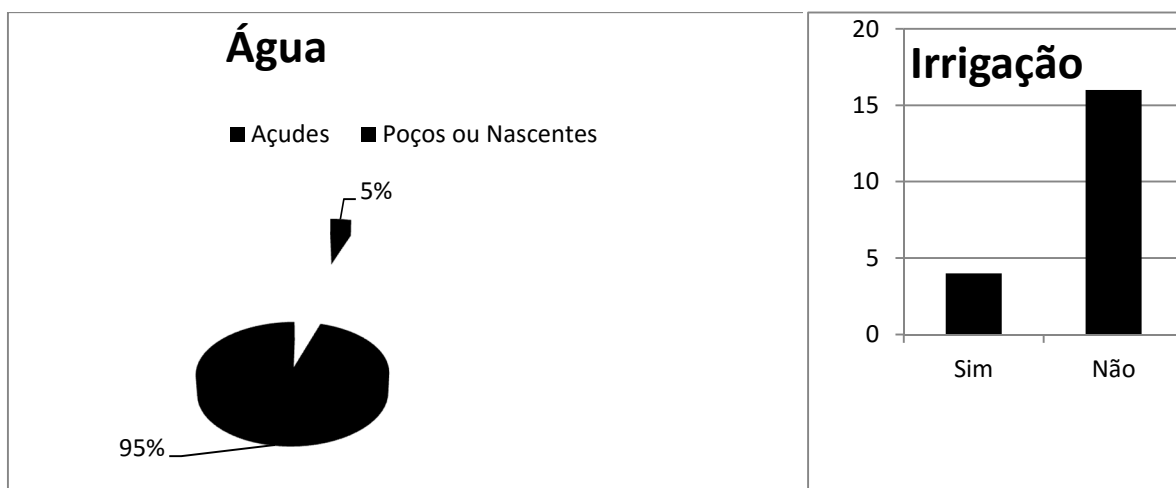 Água
Açudes Poços ou Nascentes
5%
95%
Irrigação
20
15
10
5
0
Sim Não